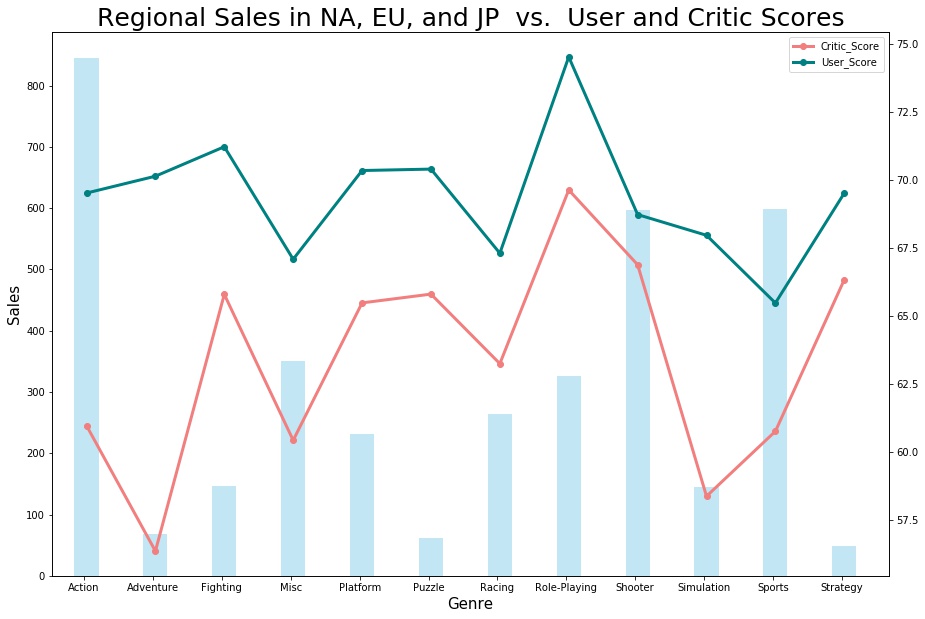 Regional Sales in NA, EU, and JP  vs.  User and Critic Scores
Critic_Score
User_Score
Sales
800
700
600
500
400
300
200
100
0
75.0
72.5
70.0
67.5
65.0
62.5
60.0
57.5
Action Adventure Fighting Misc Platform Puzzle Racing Role-Playing Shooter Simulation Sports Strategy
Genre